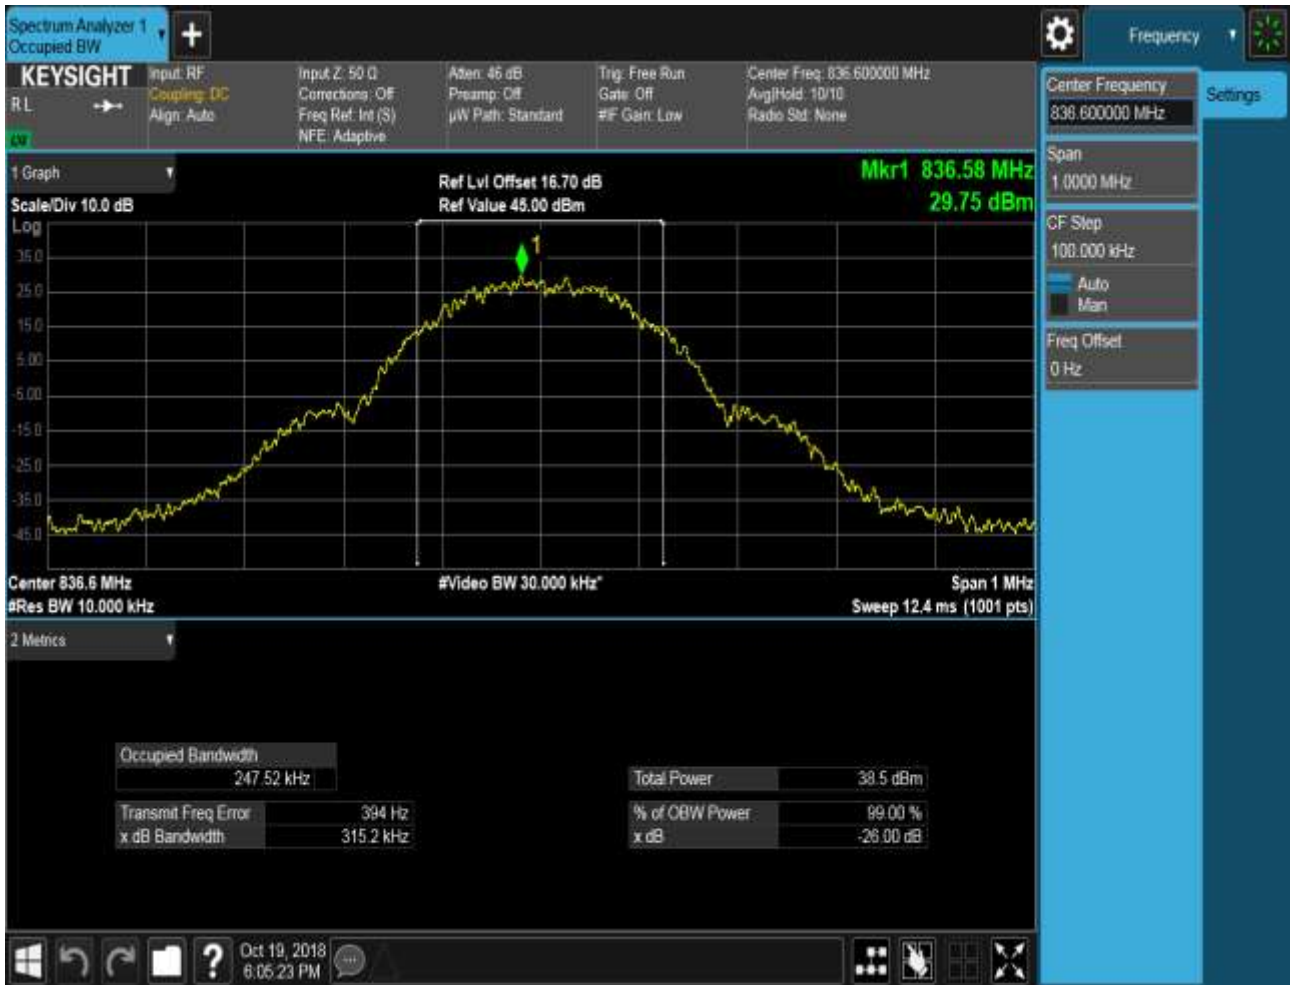 Spectrum Analyzer 1
Occupied BW
Frequency
KEYSIGHT
R L
Input: RF
Coupling: DC
Align: Auto
Input Z: 50 Ω
Corrections: Off
Freq Ref: Int (S)
NFE: Adaptive
Atten: 46 dB
Preamp: Off
µW Path: Standard
Trig: Free Run
Gate: Off
#IF Gain: Low
Center Freq: 836.600000 MHz
Avg|Hold: 10/10
Radio Std: None
Center Frequency
836.600000 MHz
Settings
Span
1.0000 MHz
CF Step
100.000 kHz
Auto
Man
Freq Offset
0 Hz
1 Graph
Scale/Div 10.0 dB
Ref Lvl Offset 16.70 dB
Ref Value 45.00 dBm
Mkr1 836.58 MHz
29.75 dBm
Log
35.0
25.0
15.0
5.00
-5.00
-15.0
-25.0
-35.0
-45.0
1
Center 836.6 MHz
#Res BW 10.000 kHz
#Video BW 30.000 kHz*
Span 1 MHz
Sweep 12.4 ms (1001 pts)
2 Metrics
Occupied Bandwidth
247.52 kHz
Total Power 38.5 dBm
Transmit Freq Error 394 Hz
% of OBW Power 99.00 %
x dB Bandwidth 315.2 kHz
x dB -26.00 dB
Oct 19, 2018
6:05:23 PM